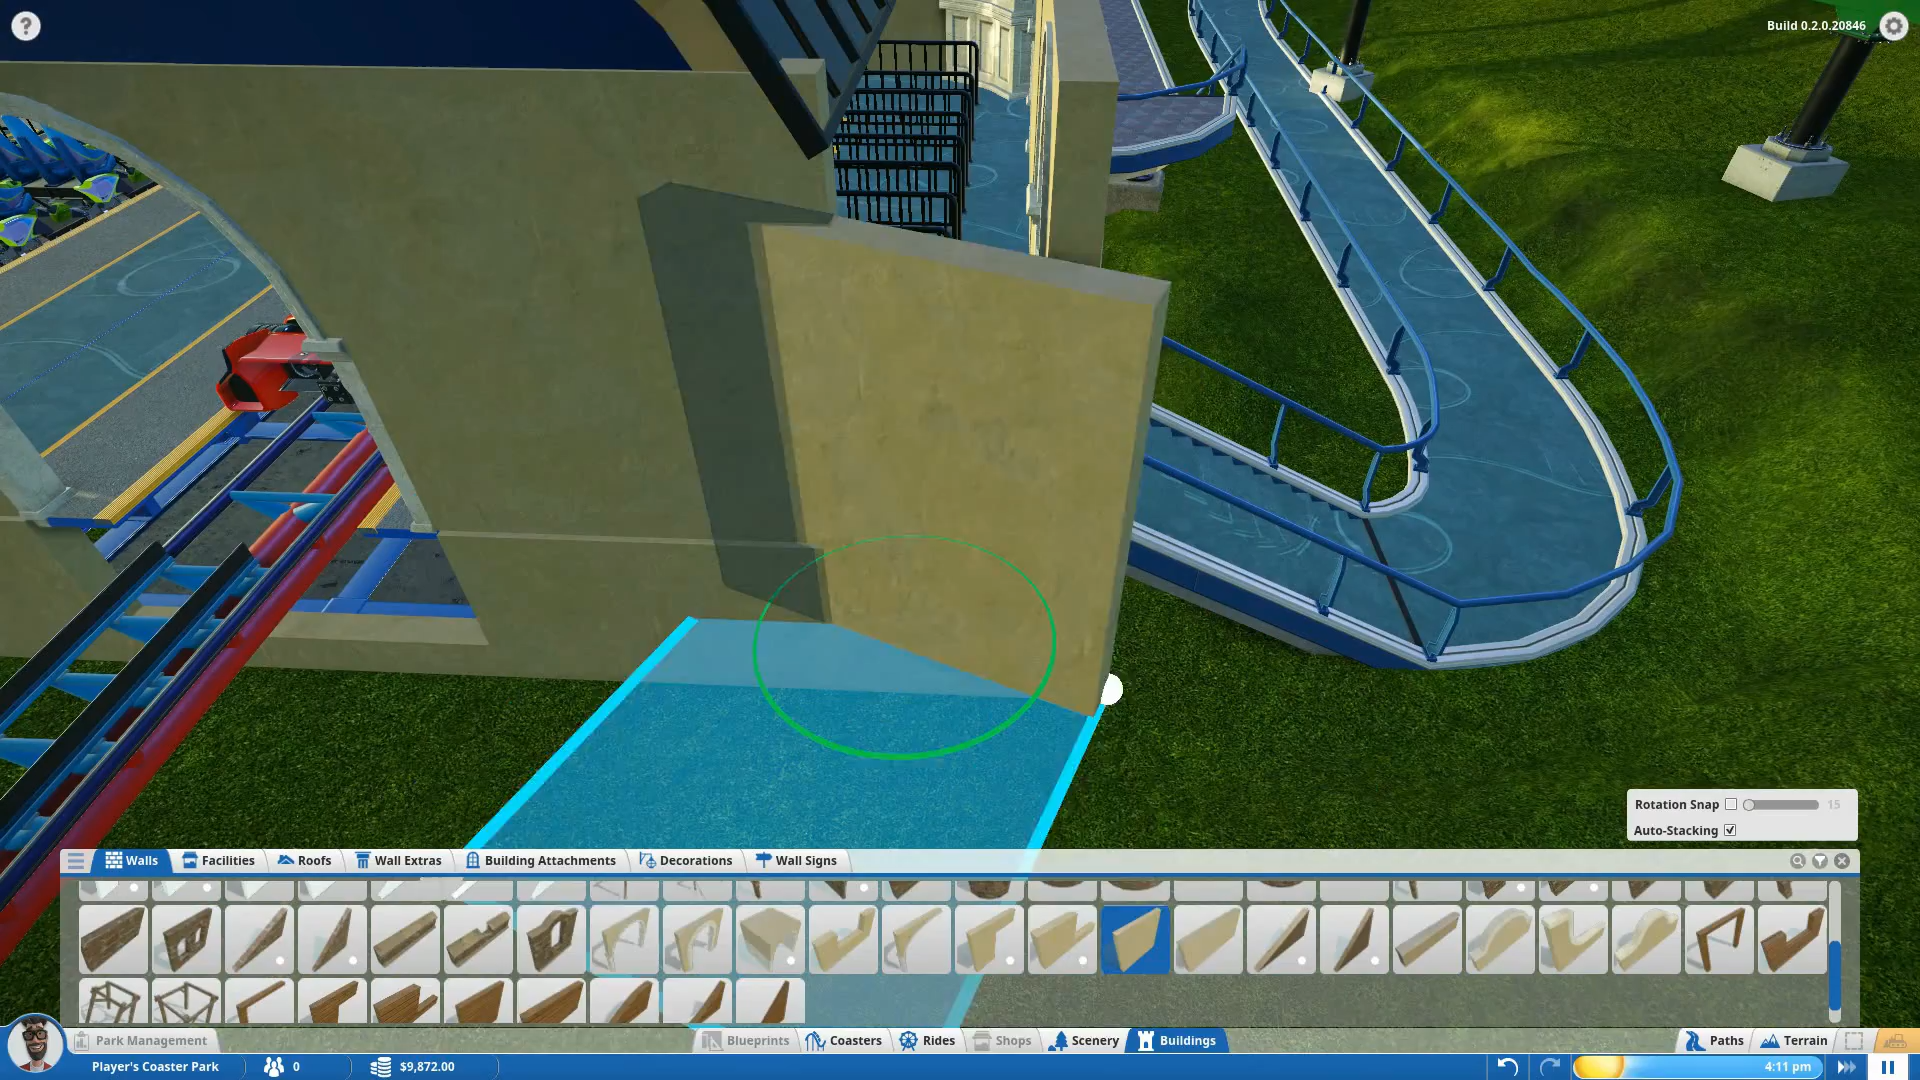 Build 0.2.0.20846
Rotation Snap 15
Auto-Stacking
Walls Facilities Roofs Wall Extras Building Attachments Decorations Wall Signs
Park Management Blueprints Coasters Rides Shops Scenery Buildings Paths Terrain
Player's Coaster Park 0 $9,872.00 4:11 pm